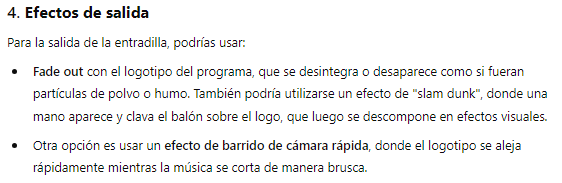 4. Efectos de salida
Para la salida de la entradilla, podrías usar:
• Fade out con el logotipo del programa, que se desintegra o desaparece como si fueran
partículas de polvo o humo. También podría utilizarse un efecto de "slam dunk", donde una
mano aparece y clava el balón sobre el logo, que luego se descompone en efectos visuales.
• Otra opción es usar un efecto de barrido de cámara rápida, donde el logotipo se aleja
rápidamente mientras la música se corta de manera brusca.